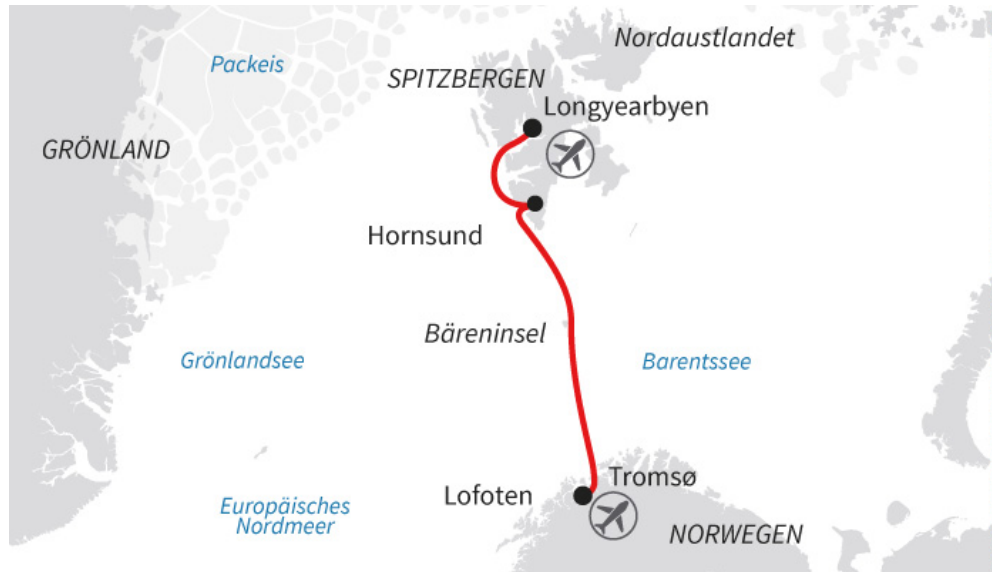 Nordaustlandet
Packeis
SPITZBERGEN
Longyearbyen
GRÖNLAND
Hornsund
Bäreninsel
Grönlandsee
Barentssee
Tromsø
Lofoten
Europäisches
Nordmeer
NORWEGEN